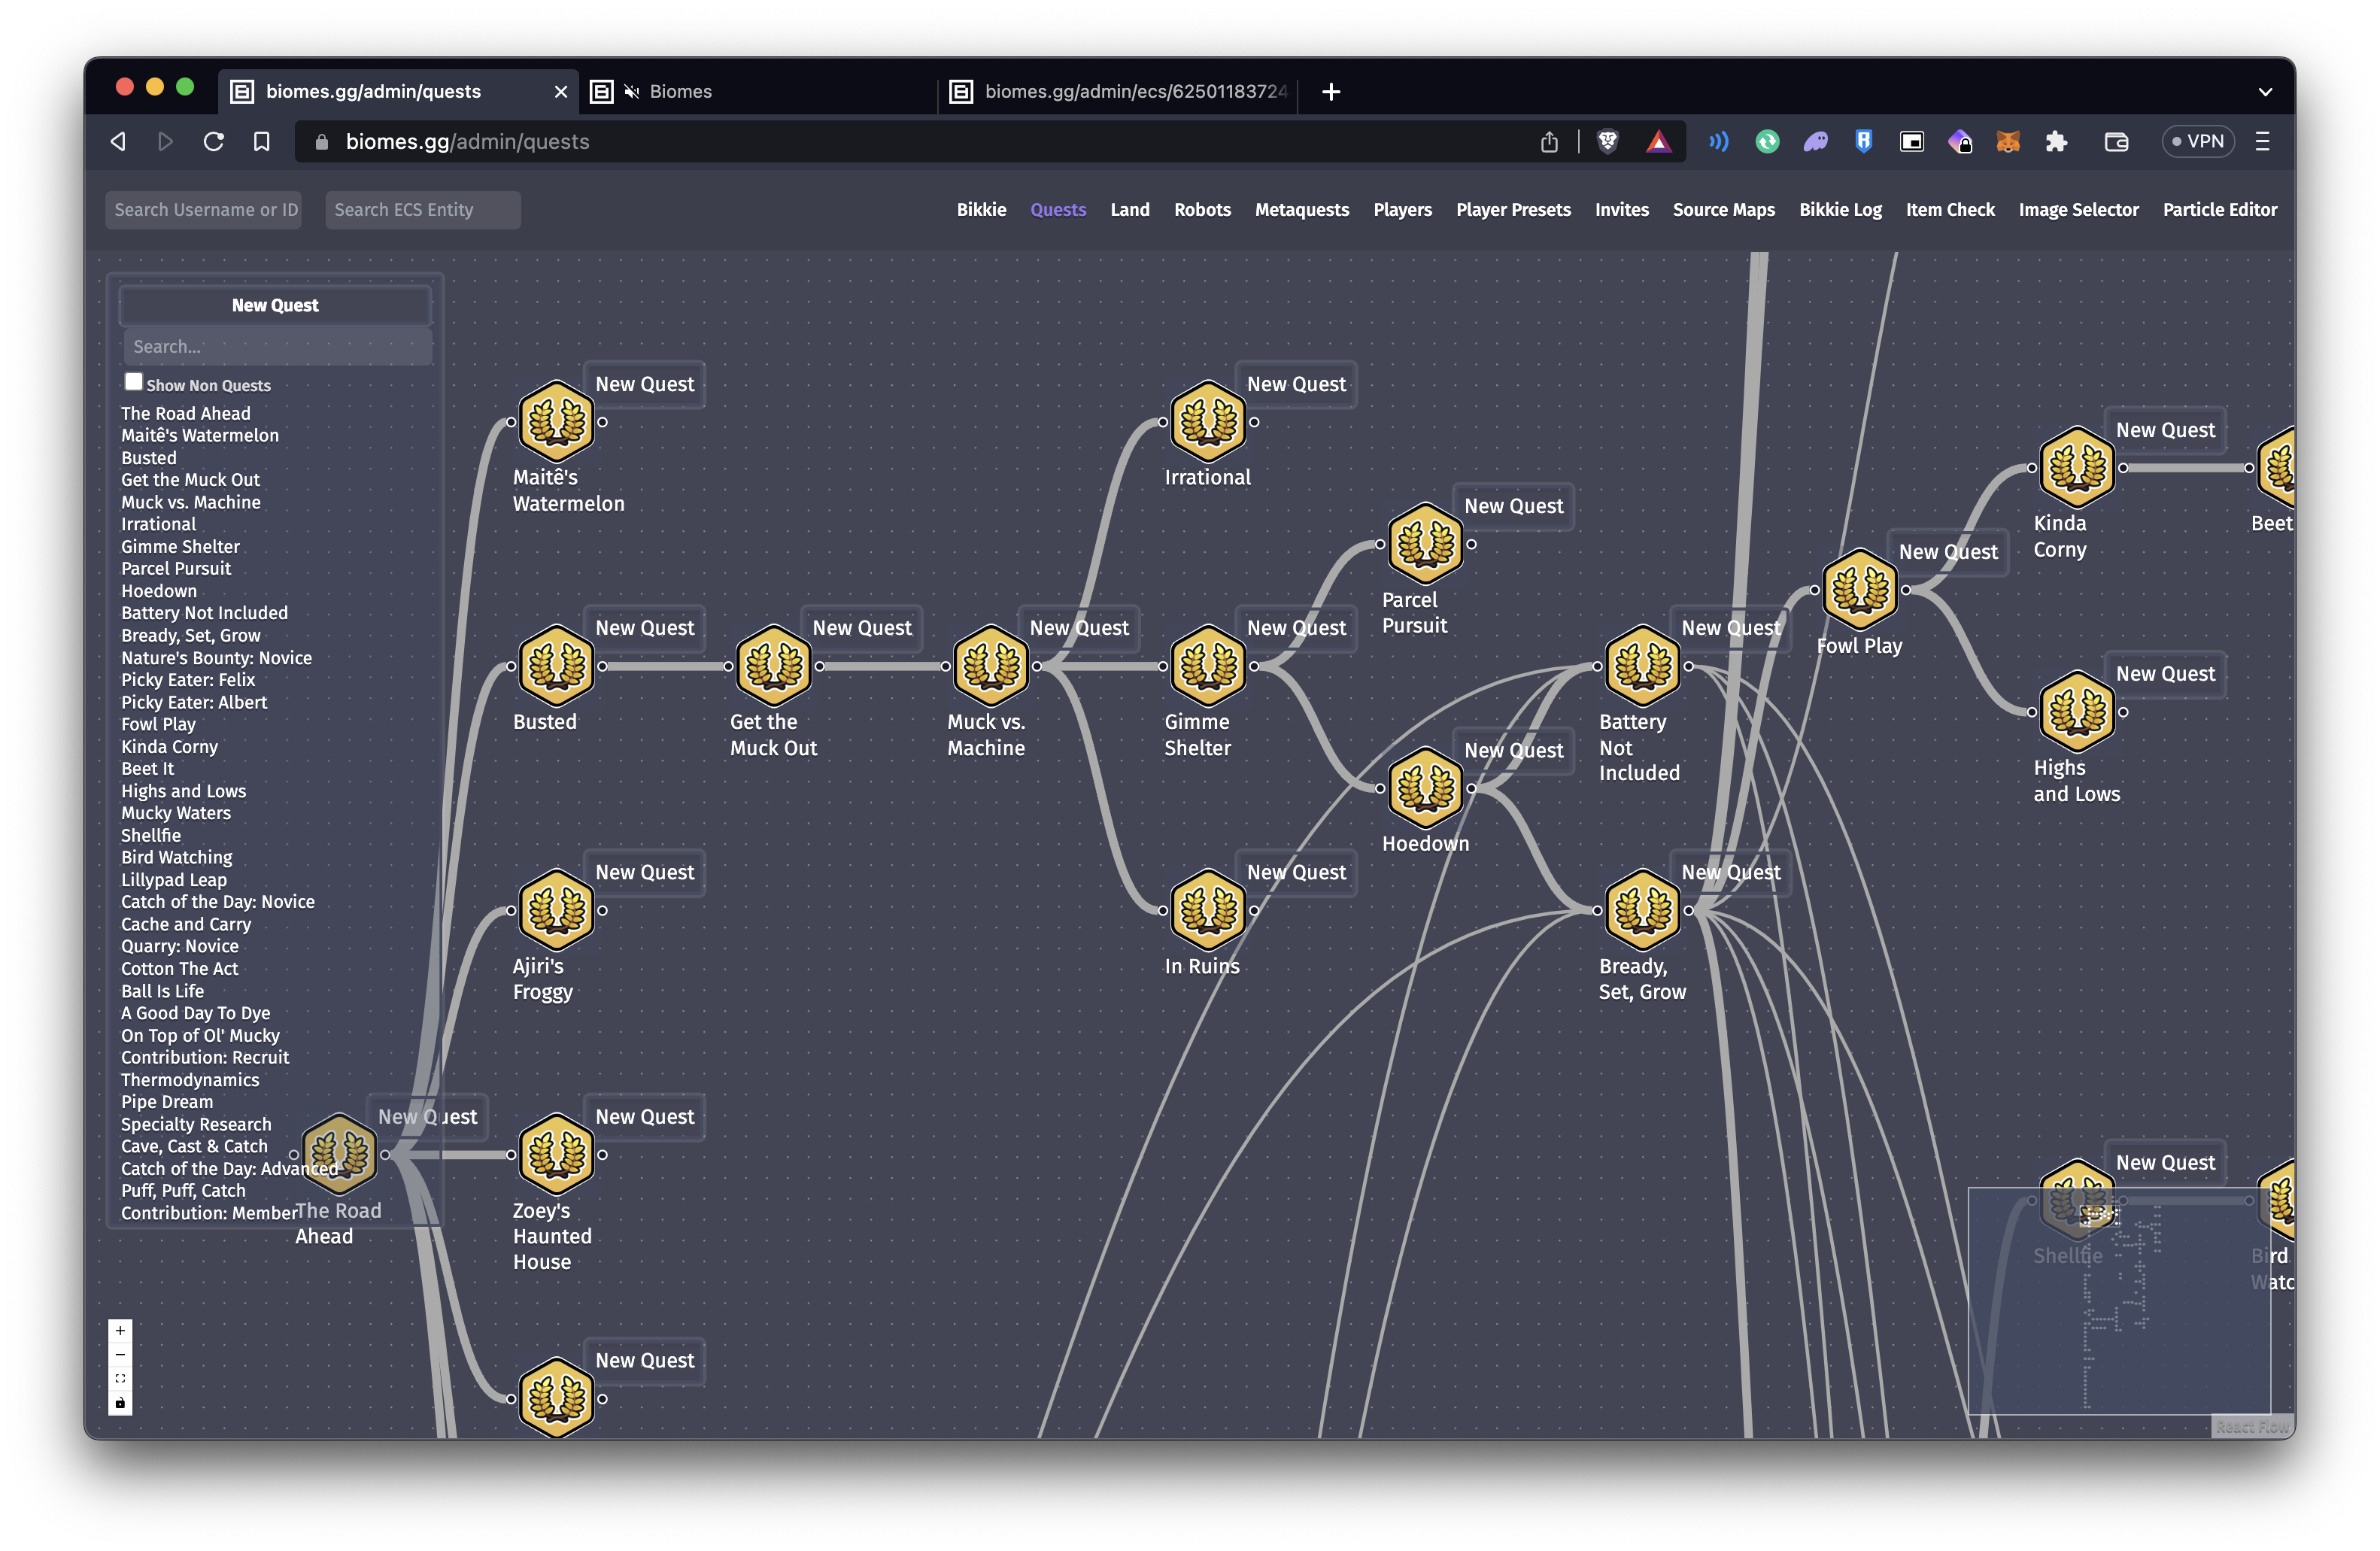 biomes.gg/admin/quests
Biomes
biomes.gg/admin/ecs/62501183724
biomes.gg/admin/quests
VPN
Search Username or ID
Search ECS Entity
Bikkie
Quests
Land
Robots
Metaquests
Players
Player Presets
Invites
Source Maps
Bikkie Log
Item Check
Image Selector
Particle Editor
New Quest
Search...
Show Non Quests
The Road Ahead
Maitê's Watermelon
Busted
Get the Muck Out
Muck vs. Machine
Irrational
Gimme Shelter
Parcel Pursuit
Hoedown
Battery Not Included
Bready, Set, Grow
Nature's Bounty: Novice
Picky Eater: Felix
Picky Eater: Albert
Fowl Play
Kinda Corny
Beet It
Highs and Lows
Mucky Waters
Shellfie
Bird Watching
Lillypad Leap
Catch of the Day: Novice
Cache and Carry
Quarry: Novice
Cotton The Act
Ball Is Life
A Good Day To Dye
On Top of Ol' Mucky
Contribution: Recruit
Thermodynamics
Pipe Dream
Specialty Research
Cave, Cast & Catch
Catch of the Day: Advanced
Puff, Puff, Catch
Contribution: Member
New Quest
The Road
Ahead
New Quest
Maitê's
Watermelon
New Quest
Busted
New Quest
Get the
Muck Out
New Quest
Muck vs.
Machine
New Quest
Irrational
New Quest
Gimme
Shelter
New Quest
Parcel
Pursuit
New Quest
Hoedown
New Quest
In Ruins
New Quest
Battery
Not
Included
New Quest
Bready,
Set, Grow
New Quest
Fowl Play
New Quest
Kinda
Corny
Beet
New Quest
Highs
and Lows
New Quest
Ajiri's
Froggy
New Quest
Zoey's
Haunted
House
New Quest
New Quest
Shellfie
Bird
Watc
React Flow